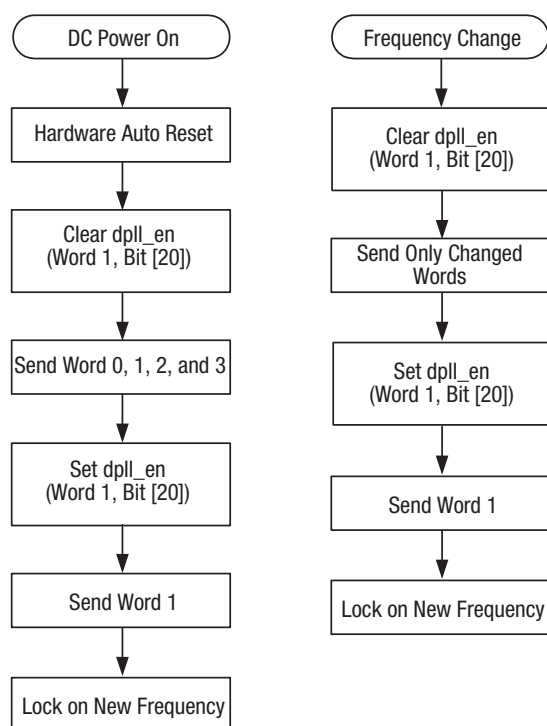 DC Power On
Hardware Auto Reset
Clear dpll_en
(Word 1, Bit [20])
Send Word 0, 1, 2, and 3
Set dpll_en
(Word 1, Bit [20])
Send Word 1
Lock on New Frequency
Frequency Change
Clear dpll_en
(Word 1, Bit [20])
Send Only Changed
Words
Set dpll_en
(Word 1, Bit [20])
Send Word 1
Lock on New Frequency